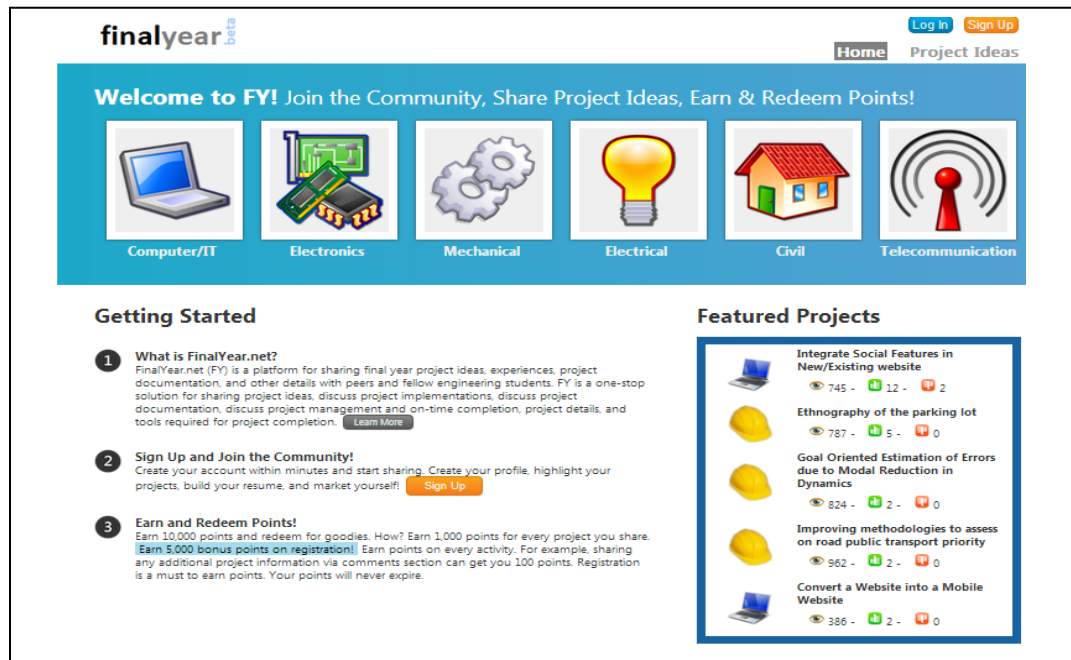 finalyear beta
Log In Sign Up
Home Project Ideas
Welcome to FY! Join the Community, Share Project Ideas, Earn & Redeem Points!
Computer/IT Electronics Mechanical Electrical Civil Telecommunication
Getting Started
1 What is FinalYear.net?
FinalYear.net (FY) is a platform for sharing final year project ideas, experiences, project
documentation, and other details with peers and fellow engineering students. FY is a one-stop
solution for sharing project ideas, discuss project implementations, discuss project
documentation, discuss project management and on-time completion, project details, and
tools required for project completion. Learn More
2 Sign Up and Join the Community!
Create your account within minutes and start sharing. Create your profile, highlight your
projects, build your resume, and market yourself! Sign Up
3 Earn and Redeem Points!
Earn 10,000 points and redeem for goodies. How? Earn 1,000 points for every project you share.
Earn 5,000 bonus points on registration! Earn points on every activity. For example, sharing
any additional project information via comments section can get you 100 points. Registration
is a must to earn points. Your points will never expire.
Featured Projects
Integrate Social Features in
New/Existing website
745 - 12 - 2
Ethnography of the parking lot
787 - 5 - 0
Goal Oriented Estimation of Errors
due to Modal Reduction in
Dynamics
824 - 2 - 0
Improving methodologies to assess
on road public transport priority
962 - 2 - 0
Convert a Website into a Mobile
Website
386 - 2 - 0